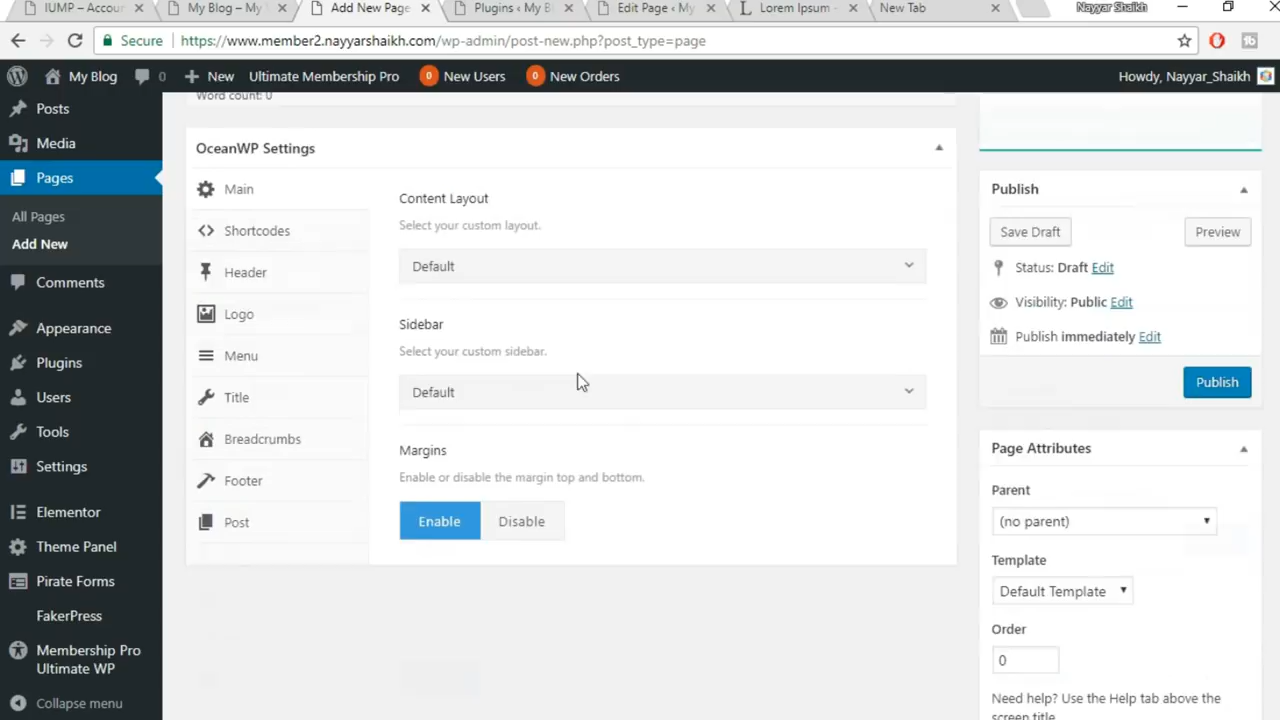 IUMP – Accou
My Blog – My
Add New Page
Plugins ‹ My B
Edit Page ‹ My
Lorem Ipsum -
New Tab
Nayyar Shaikh
Secure
https://www.member2.nayyarshaikh.com/wp-admin/post-new.php?post_type=page
My Blog
0
New
Ultimate Membership Pro
0
New Users
0
New Orders
Howdy, Nayyar_Shaikh
Posts
Media
Pages
All Pages
Add New
Comments
Appearance
Plugins
Users
Tools
Settings
Elementor
Theme Panel
Pirate Forms
FakerPress
Membership Pro
Ultimate WP
Collapse menu
Word count: 0
OceanWP Settings
Main
Shortcodes
Header
Logo
Menu
Title
Breadcrumbs
Footer
Post
Content Layout
Select your custom layout.
Default
Sidebar
Select your custom sidebar.
Default
Margins
Enable or disable the margin top and bottom.
Enable
Disable
Publish
Save Draft
Preview
Status: Draft Edit
Visibility: Public Edit
Publish immediately Edit
Publish
Page Attributes
Parent
(no parent)
Template
Default Template
Order
0
Need help? Use the Help tab above the
screen title.